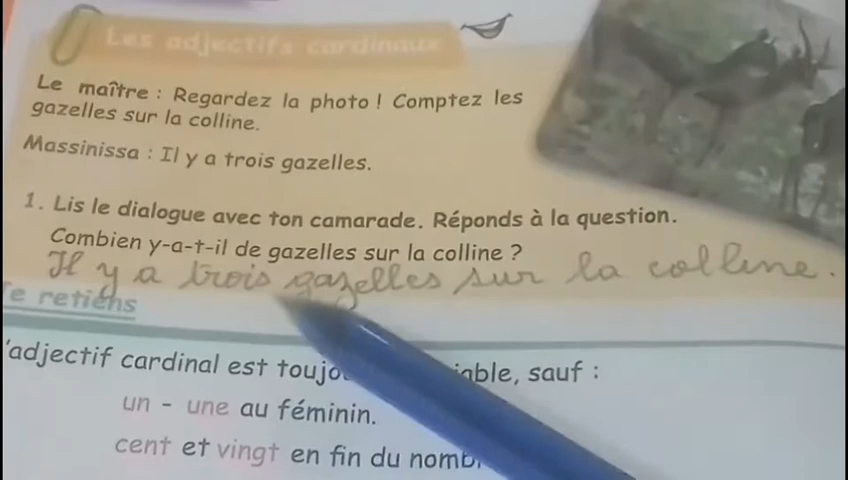 Les adjectifs cardinaux
Le maître : Regardez la photo ! Comptez les
gazelles sur la colline.
Massinissa : Il y a trois gazelles.
1. Lis le dialogue avec ton camarade. Réponds à la question.
Combien y-a-t-il de gazelles sur la colline ?
Il y a trois gazelles sur la colline.
Je retiens
'adjectif cardinal est sauf :
un - une au féminin.
cent et vingt en fin du